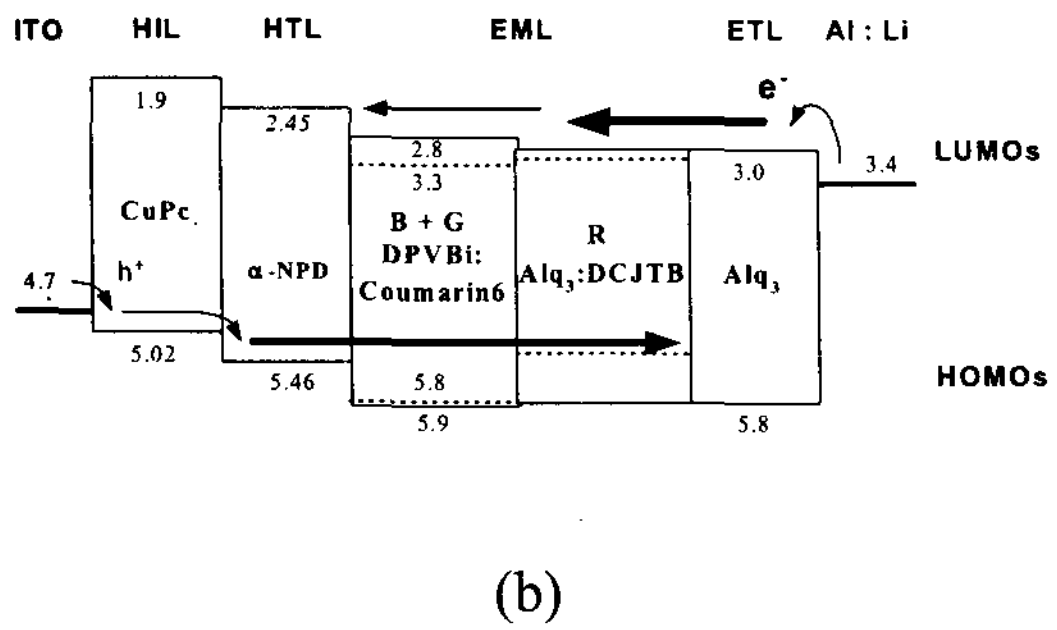 ITO HIL HTL EML ETL Al : Li
1.9
2.45
2.8
3.3
3.0
e-
LUMOs
3.4
CuPc
B + G
DPVBi:
Coumarin6
R
Alq3:DCJTB
Alq3
α-NPD
h+
4.7
5.02
5.46
5.8
5.9
5.8
HOMOs
(b)